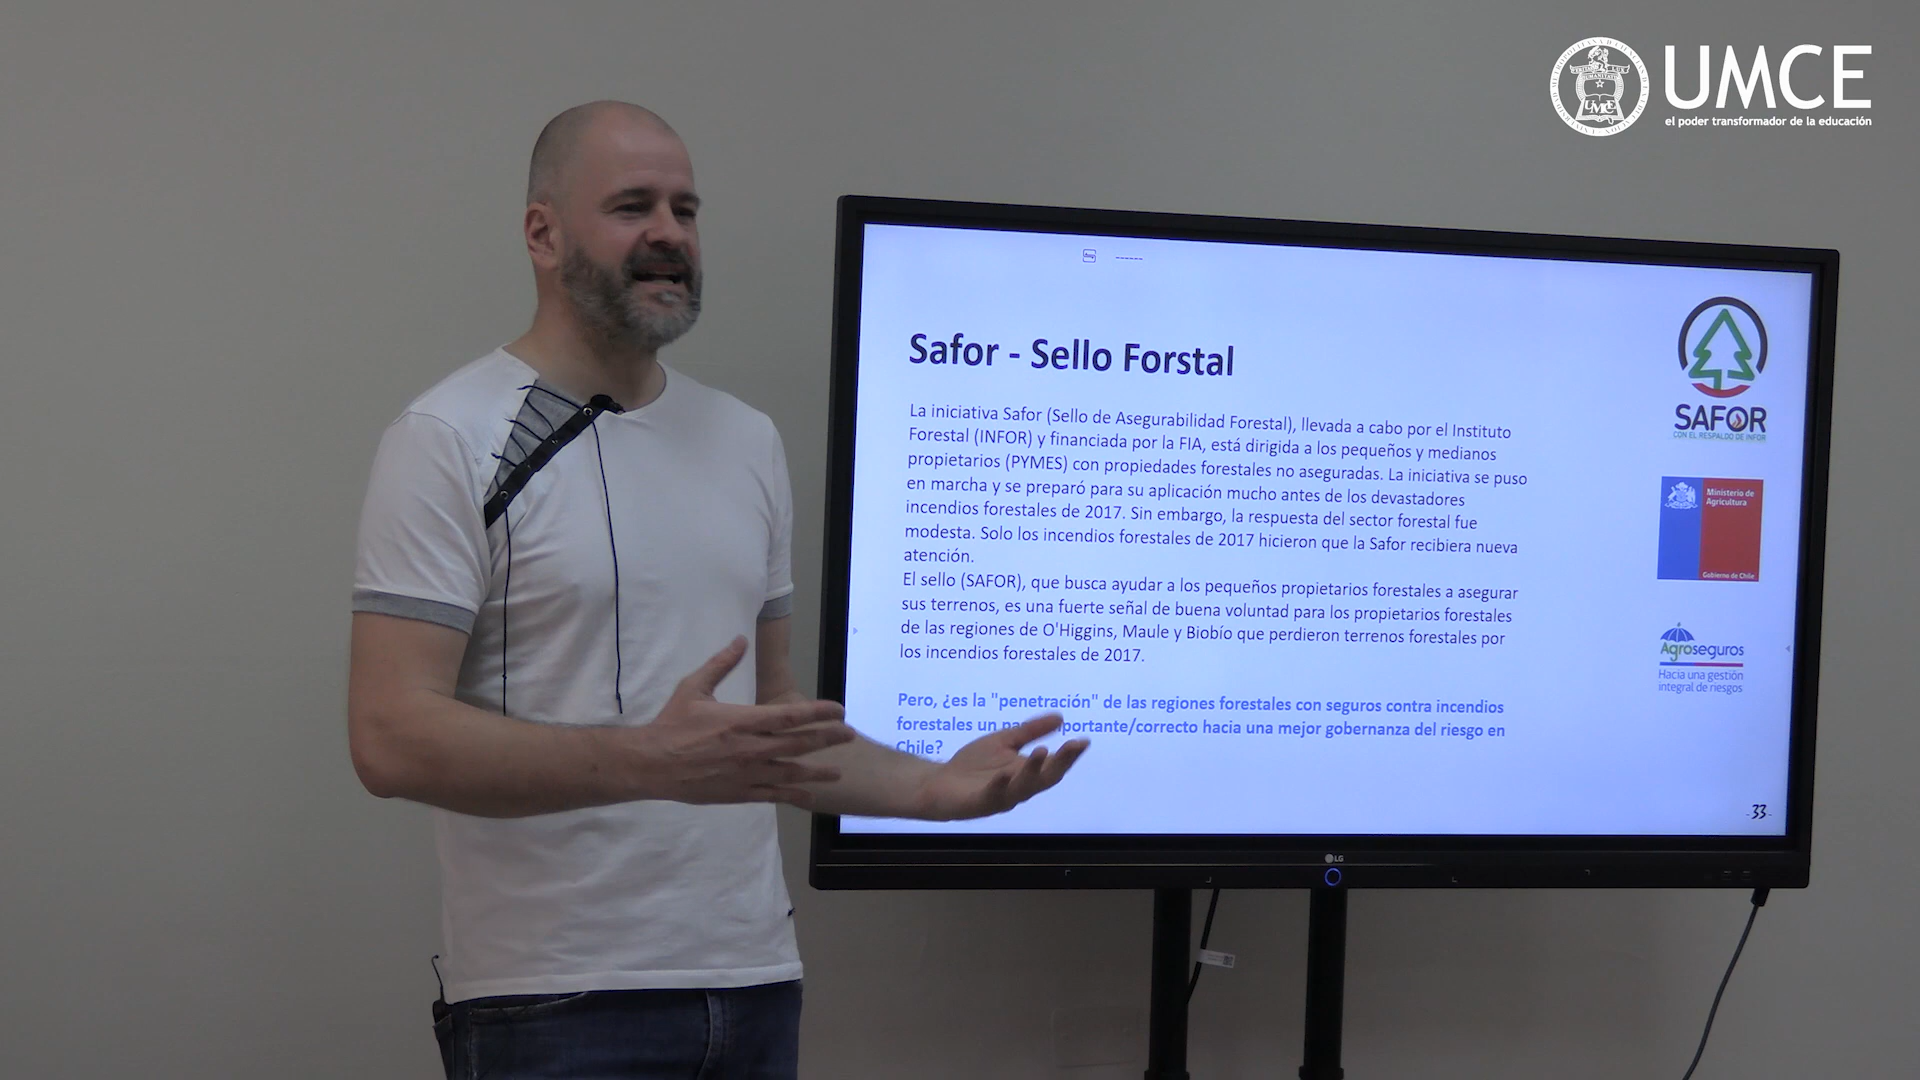 UMCE
el poder transformador de la educación
Safor - Sello Forstal
La iniciativa Safor (Sello de Asegurabilidad Forestal), llevada a cabo por el Instituto
Forestal (INFOR) y financiada por la FIA, está dirigida a los pequeños y medianos
propietarios (PYMES) con propiedades forestales no aseguradas. La iniciativa se puso
en marcha y se preparó para su aplicación mucho antes de los devastadores
incendios forestales de 2017. Sin embargo, la respuesta del sector forestal fue
modesta. Solo los incendios forestales de 2017 hicieron que la Safor recibiera nueva
atención.
El sello (SAFOR), que busca ayudar a los pequeños propietarios forestales a asegurar
sus terrenos, es una fuerte señal de buena voluntad para los propietarios forestales
de las regiones de O'Higgins, Maule y Biobío que perdieron terrenos forestales por
los incendios forestales de 2017.
Pero, ¿es la "penetración" de las regiones forestales con seguros contra incendios
forestales un importante/correcto hacia una mejor gobernanza del riesgo en
Chile?
SAFOR
CON EL RESPALDO DE INFOR
Ministerio de
Agricultura
Gobierno de Chile
Agroseguros
Hacia una gestión
integral de riesgos
-33-
LG